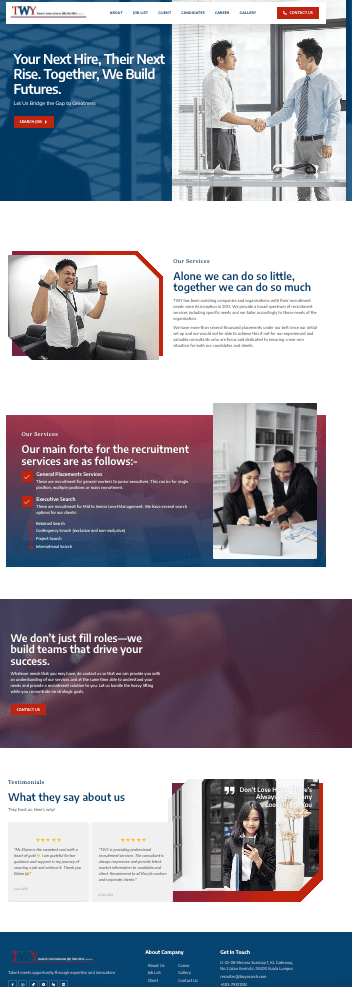 TWY
ABOUT JOB LIST CLIENT CANDIDATES CAREER GALLERY CONTACT US
Your Next Hire, Their Next
Rise. Together, We Build
Futures.
Let Us Bridge the Gap to Greatness
SEARCH JOB
Our Services
Alone we can do so little,
together we can do so much
TWY has been assisting companies and organisations with their recruitment
needs since its inception in 2011. We provide a broad spectrum of recruitment
services including specific needs and we tailor accordingly to those needs of the
organisation.
We have more than several thousand placements under our belt since our initial
set up and we would not be able to achieve this if not for our experienced and
valuable consultants who are focus and dedicated to ensuring a win-win
situation for both our candidates and clients.
Our Services
Our main forte for the recruitment
services are as follows:-
General Placements Services
These are recruitment for general workers to junior executives. This can be for single
position, multiple positions or mass recruitment.
Executive Search
These are recruitment for Mid to Senior Level Management. We have several search
options for our clients:
Retained Search
Contingency Search (exclusive and non-exclusive)
Project Search
International Search
We don't just fill roles—we
build teams that drive your
success.
Whatever needs that you may have, do contact us so that we can provide you with
an understanding of our services and at the same time able to understand your
needs and provide a recruitment solution to you. Let us handle the heavy lifting
while you concentrate on strategic goals.
CONTACT US
Testimonials
What they say about us
They trust us. Here's why!
"Ms Elaine is the sweetest soul with a
heart of gold. I am grateful for her
guidance and support in my journey of
securing a job and achieve it! Thank you
Elaine
"TWY is providing professional
recruitment services. The consultant is
always responsive and provide latest
market information to candidate and
client. Recommend to all the job seekers
and corporate clients."
Don't Lose Hope, There's
Always
TWY
Talent meets opportunity through expertise and innovation
About Company
About Us Career
Job List Gallery
Client Contact Us
Get in Touch
recruiter@twysearch.com